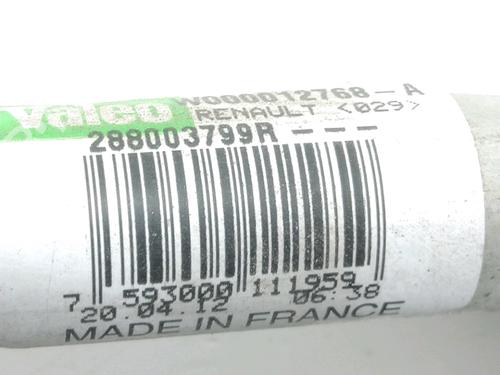 Valeo W000012768-A
RENAULT <029>
288003799R---
7 593000 111959
20.04.12 06:38
MADE IN FRANCE